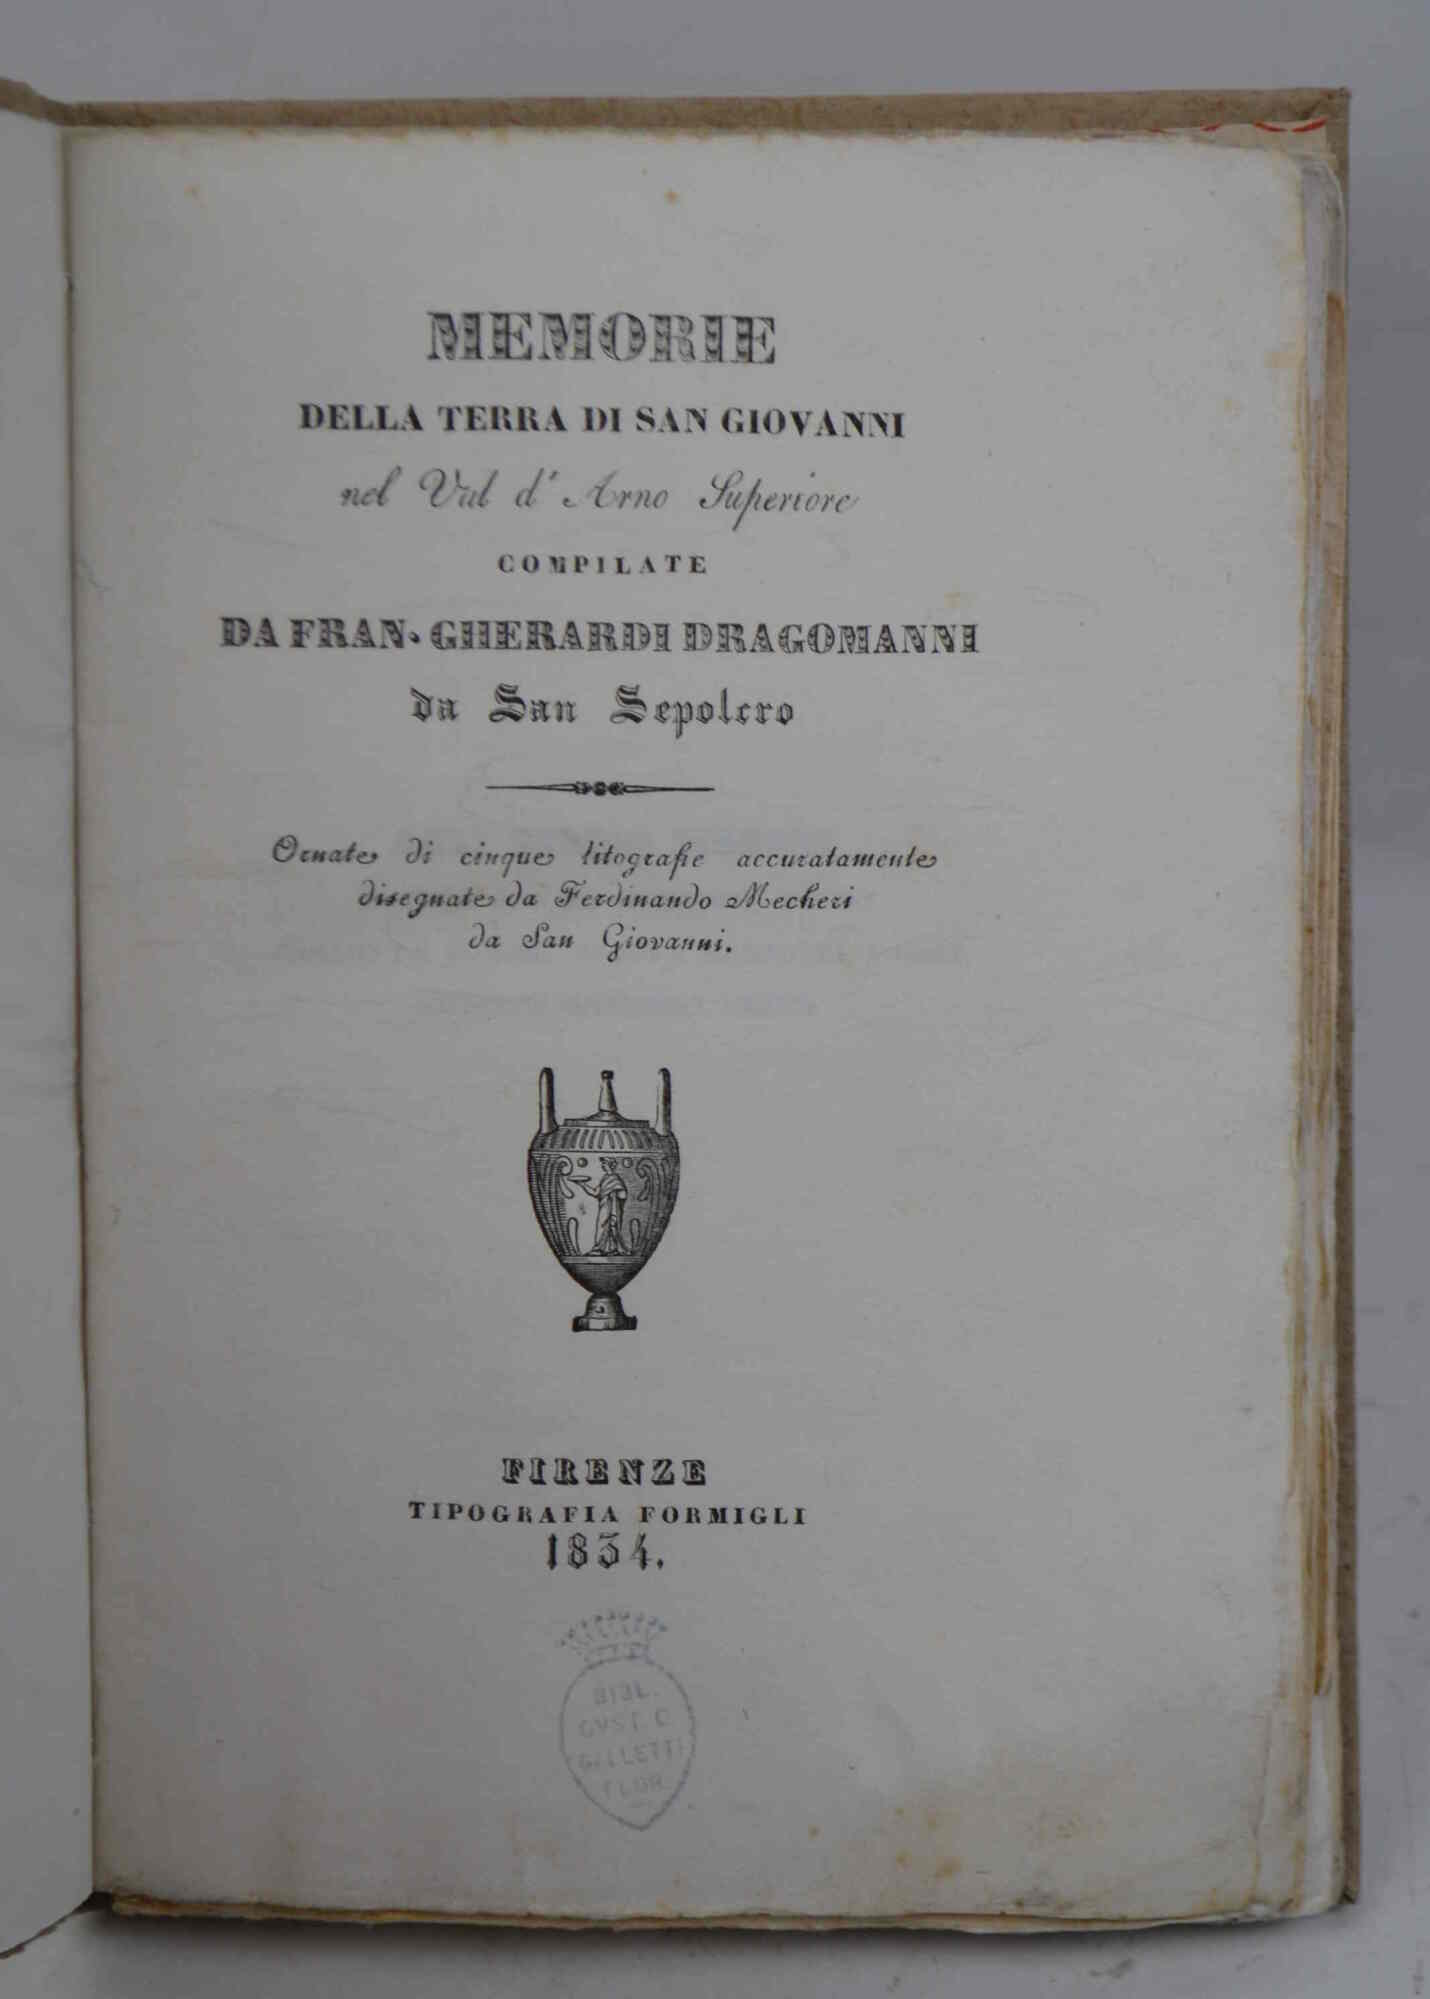 MEMORIE
DELLA TERRA DI SAN GIOVANNI
nel Val d'Arno Superiore
COMPILATE
DA FRAN. GHERARDI DRAGOMANNI
da San Sepolcro
Ornate di cinque litografie accuratamente
disegnate da Ferdinando Mecheri
da San Giovanni.
FIRENZE
TIPOGRAFIA FORMIGLI
1834.
BIBL.
GVST. C.
GALLETTI
FLOR.